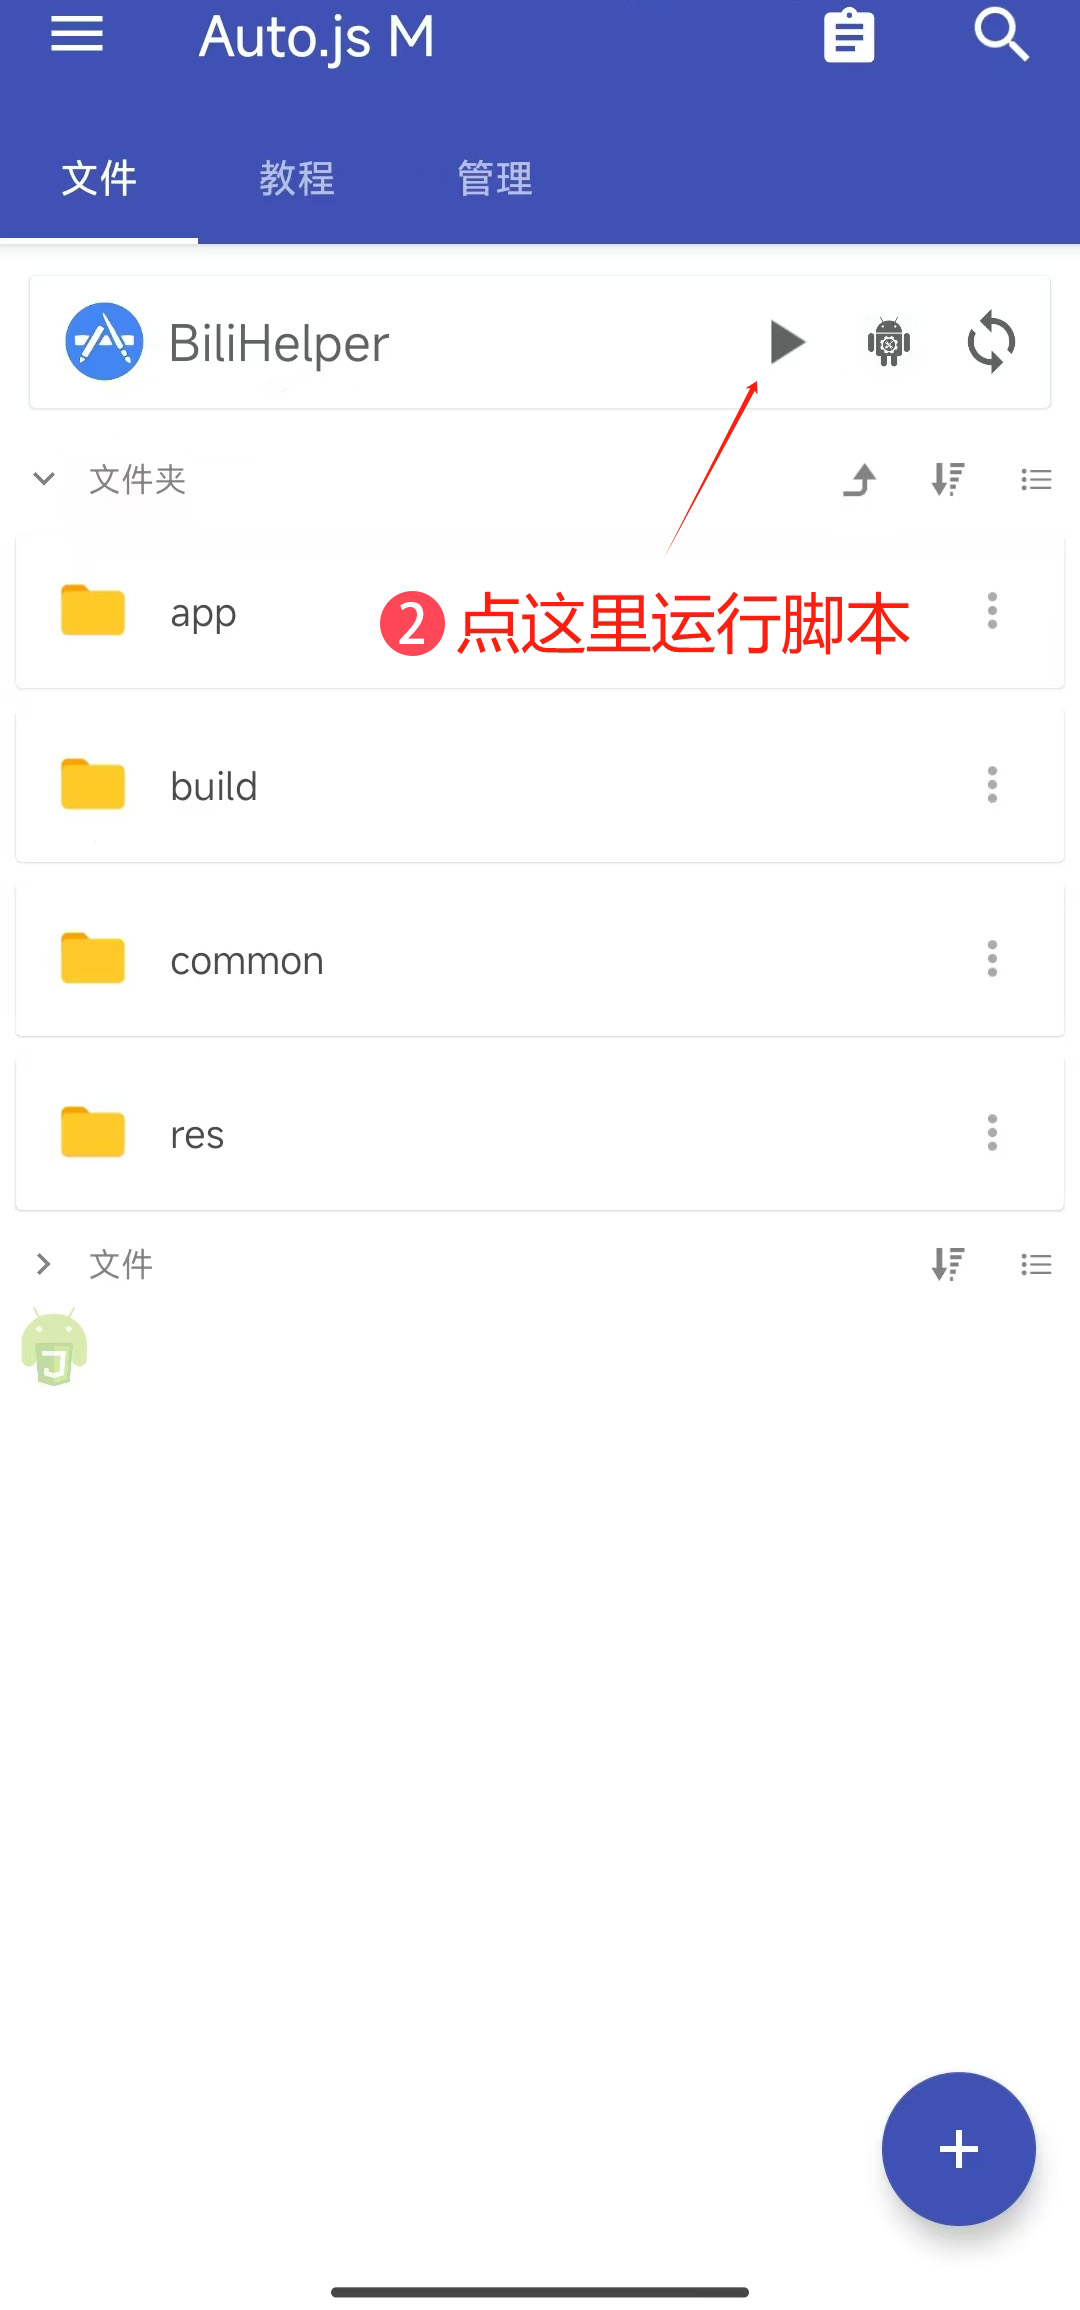 Auto.js M
文件 教程 管理
BiliHelper
文件夹
app
❷ 点这里运行脚本
build
common
res
文件